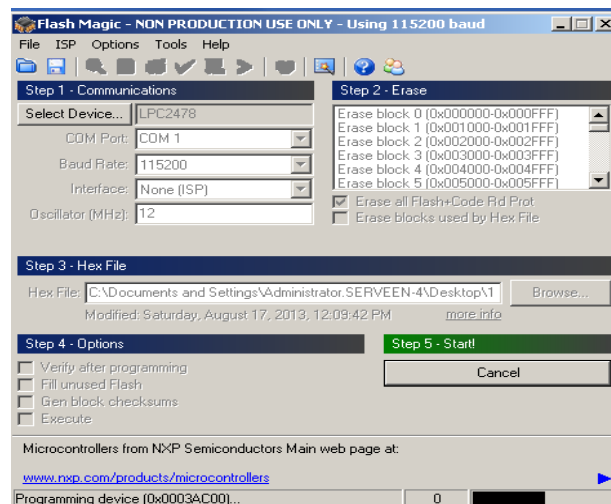 Flash Magic - NON PRODUCTION USE ONLY - Using 115200 baud
File ISP Options Tools Help
Step 1 - Communications
Select Device... LPC2478
COM Port: COM 1
Baud Rate: 115200
Interface: None (ISP)
Oscillator (MHz): 12
Step 2 - Erase
Erase block 0 (0x000000-0x000FFF)
Erase block 1 (0x001000-0x001FFF)
Erase block 2 (0x002000-0x002FFF)
Erase block 3 (0x003000-0x003FFF)
Erase block 4 (0x004000-0x004FFF)
Erase block 5 (0x005000-0x005FFF)
Erase all Flash+Code Rd Prot
Erase blocks used by Hex File
Step 3 - Hex File
Hex File: C:\Documents and Settings\Administrator.SERVEEN-4\Desktop\1 Browse...
Modified: Saturday, August 17, 2013, 12:09:42 PM more info
Step 4 - Options
Verify after programming
Fill unused Flash
Gen block checksums
Execute
Step 5 - Start!
Cancel
Microcontrollers from NXP Semiconductors Main web page at:
www.nxp.com/products/microcontrollers
Programming device (0x0003AC00)... 0